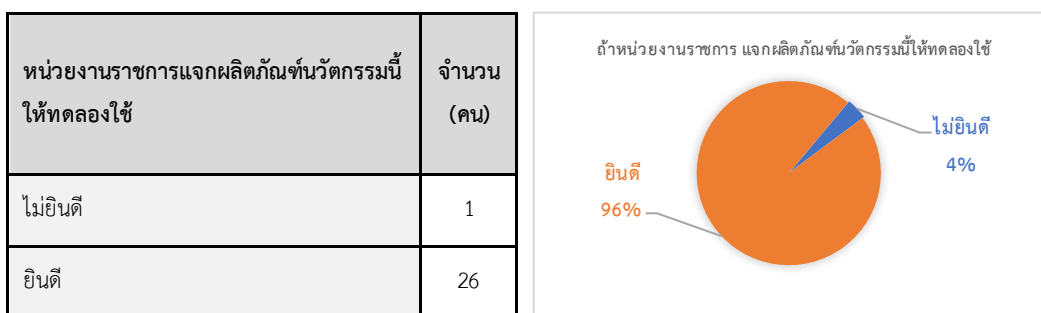 หน่วยงานราชการแจกผลิตภัณฑ์นวัตกรรมนี้
ให้ทดลองใช้
จำนวน
(คน)
ไม่ยินดี
1
ยินดี
26
ถ้าหน่วยงานราชการ แจกผลิตภัณฑ์นวัตกรรมนี้ให้ทดลองใช้
ไม่ยินดี
4%
ยินดี
96%